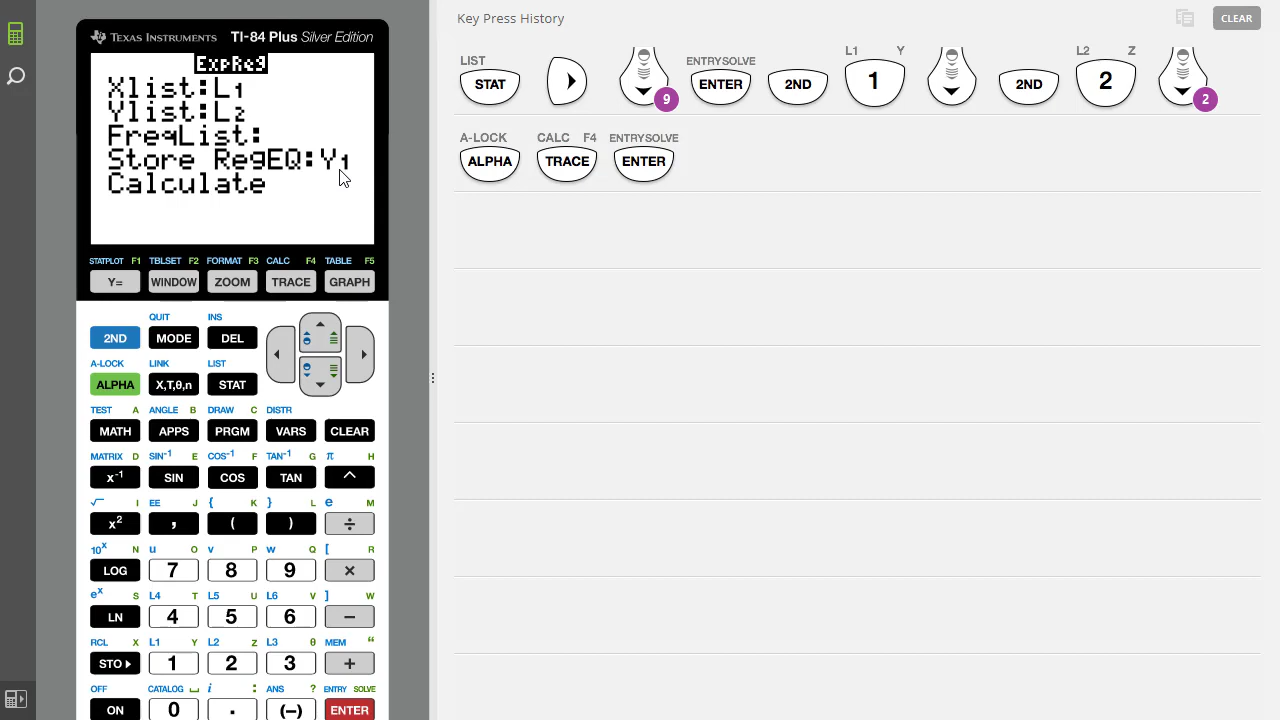 Key Press History
CLEAR
TEXAS INSTRUMENTS TI-84 Plus Silver Edition
ExpReg
Xlist:L1
Ylist:L2
FreqList:
Store RegEQ:Y1
Calculate
LIST ENTRY SOLVE L1 Y L2 Z
STAT ENTER 2ND 1 2ND 2
9 2
A-LOCK CALC F4 ENTRY SOLVE
ALPHA TRACE ENTER
STATPLOT F1 TBLSET F2 FORMAT F3 CALC F4 TABLE F5
Y= WINDOW ZOOM TRACE GRAPH
QUIT INS
2ND MODE DEL
A-LOCK LINK LIST
ALPHA X,T,θ,n STAT
TEST A ANGLE B DRAW C DISTR
MATH APPS PRGM VARS CLEAR
MATRIX D SIN⁻¹ E COS⁻¹ F TAN⁻¹ G π H
x⁻¹ SIN COS TAN ^
√ I EE J { K } L e M
x² , ( ) ÷
10ˣ N u O v P w Q [ R
LOG 7 8 9 ×
eˣ S L4 T L5 U L6 V ] W
LN 4 5 6 −
RCL X L1 Y L2 Z L3 θ MEM “
STO▸ 1 2 3 +
OFF CATALOG ⎵ i : ANS ? ENTRY SOLVE
ON 0 . (−) ENTER